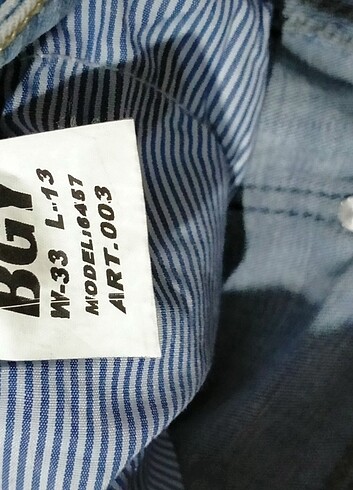 BGY
W-33 L-13
MODEL:6457
ART.003